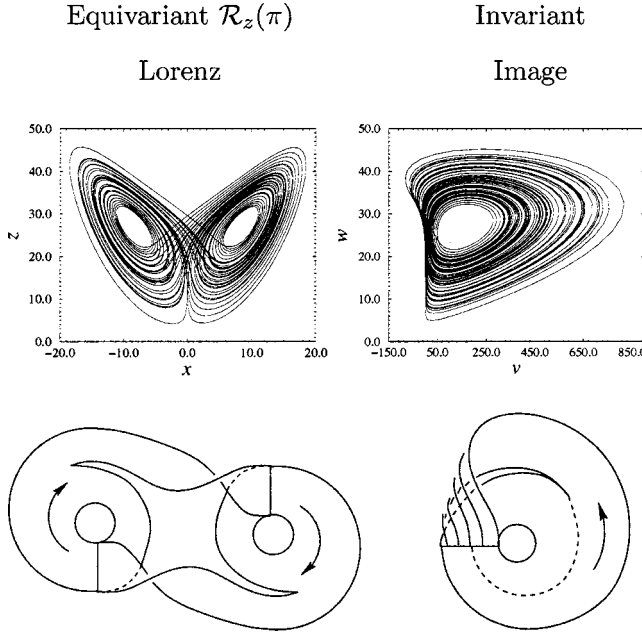 Equivariant $\mathcal{R}_z(\pi)$
Invariant
Lorenz
Image
50.0
40.0
30.0
20.0
10.0
0.0
z
-20.0 -10.0 0.0 10.0 20.0
x
50.0
40.0
30.0
20.0
10.0
0.0
w
-150.0 50.0 250.0 450.0 650.0 850.0
v